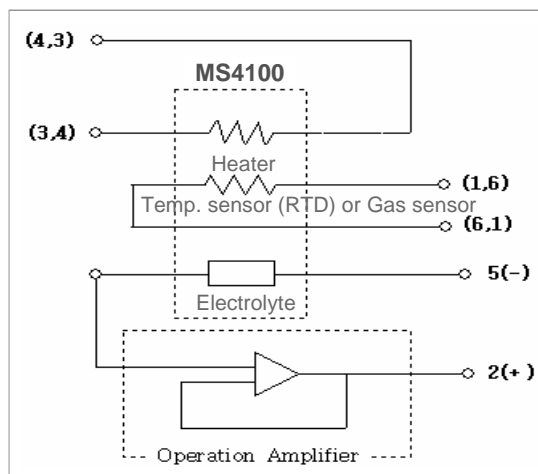 (4,3)
MS4100
(3,4)
Heater
(1,6)
Temp. sensor (RTD) or Gas sensor
(6,1)
5(-)
Electrolyte
2(+)
Operation Amplifier